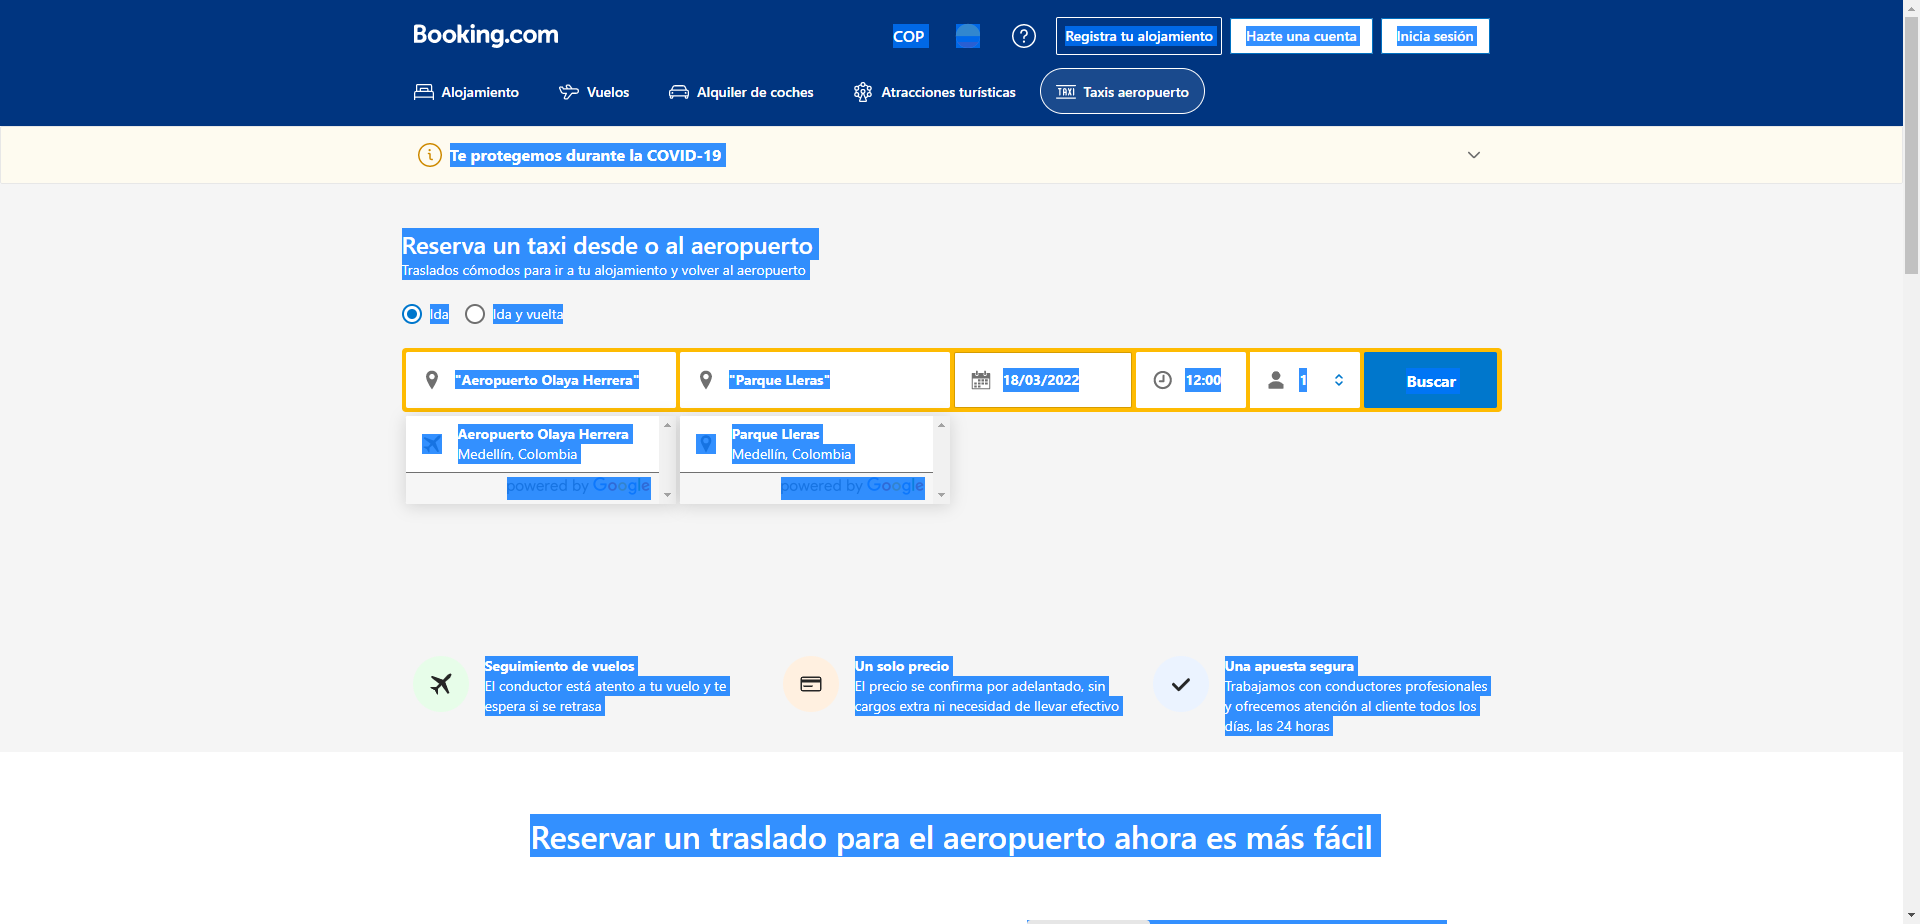 Booking.com
COP
Registra tu alojamiento
Hazte una cuenta
Inicia sesión
Alojamiento
Vuelos
Alquiler de coches
Atracciones turísticas
TAXI Taxis aeropuerto
Te protegemos durante la COVID-19
Reserva un taxi desde o al aeropuerto
Traslados cómodos para ir a tu alojamiento y volver al aeropuerto
Ida
Ida y vuelta
"Aeropuerto Olaya Herrera"
"Parque Lleras"
18/03/2022
12:00
1
Buscar
Aeropuerto Olaya Herrera
Medellín, Colombia
powered by Google
Parque Lleras
Medellín, Colombia
powered by Google
Seguimiento de vuelos
El conductor está atento a tu vuelo y te
espera si se retrasa
Un solo precio
El precio se confirma por adelantado, sin
cargos extra ni necesidad de llevar efectivo
Una apuesta segura
Trabajamos con conductores profesionales
y ofrecemos atención al cliente todos los
días, las 24 horas
Reservar un traslado para el aeropuerto ahora es más fácil